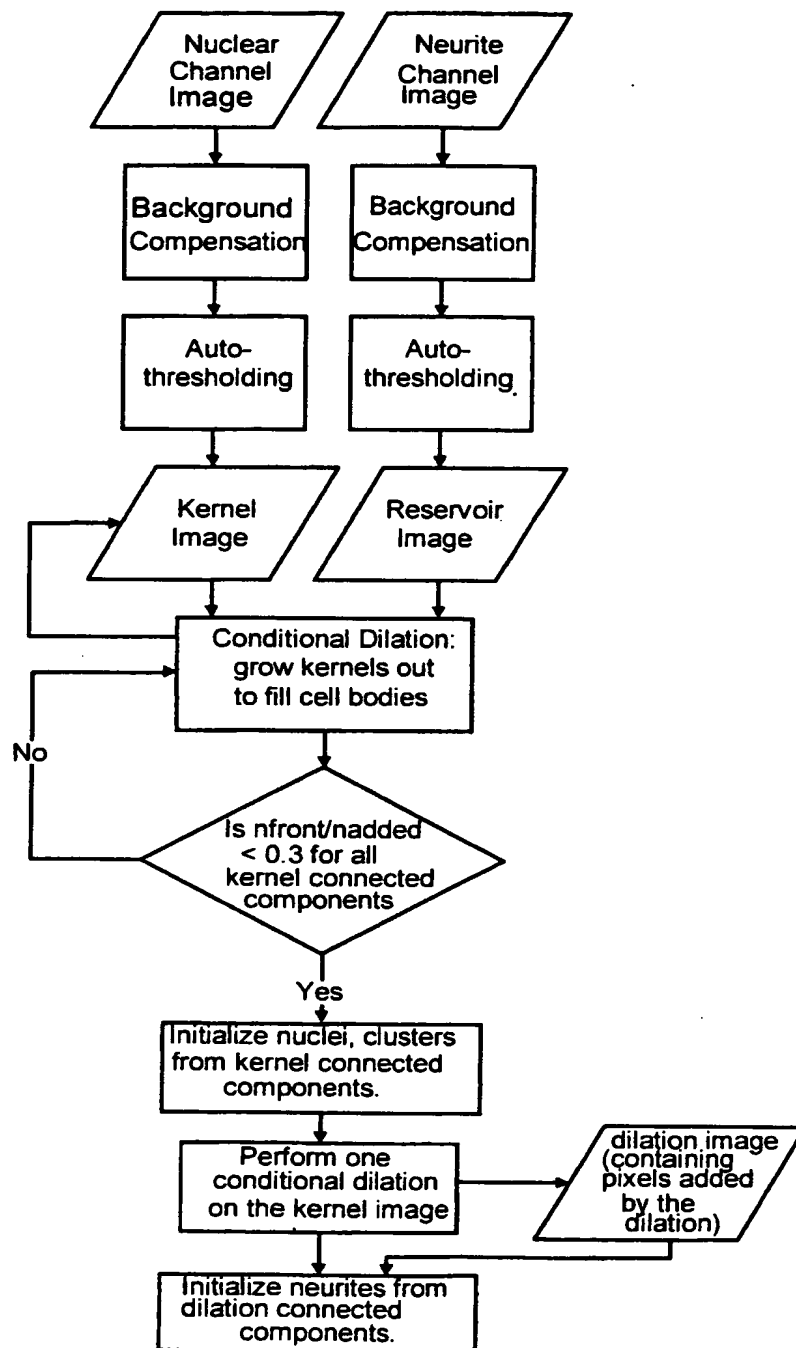 Nuclear
Channel
Image
Neurite
Channel
Image
Background
Compensation
Background
Compensation
Auto-
thresholding
Auto-
thresholding
Kernel
Image
Reservoir
Image
Conditional Dilation:
grow kernels out
to fill cell bodies
No
Is nfront/nadded
< 0.3 for all
kernel connected
components
Yes
Initialize nuclei, clusters
from kernel connected
components.
Perform one
conditional dilation
on the kernel image
dilation image
(containing
pixels added
by the
dilation)
Initialize neurites from
dilation connected
components.